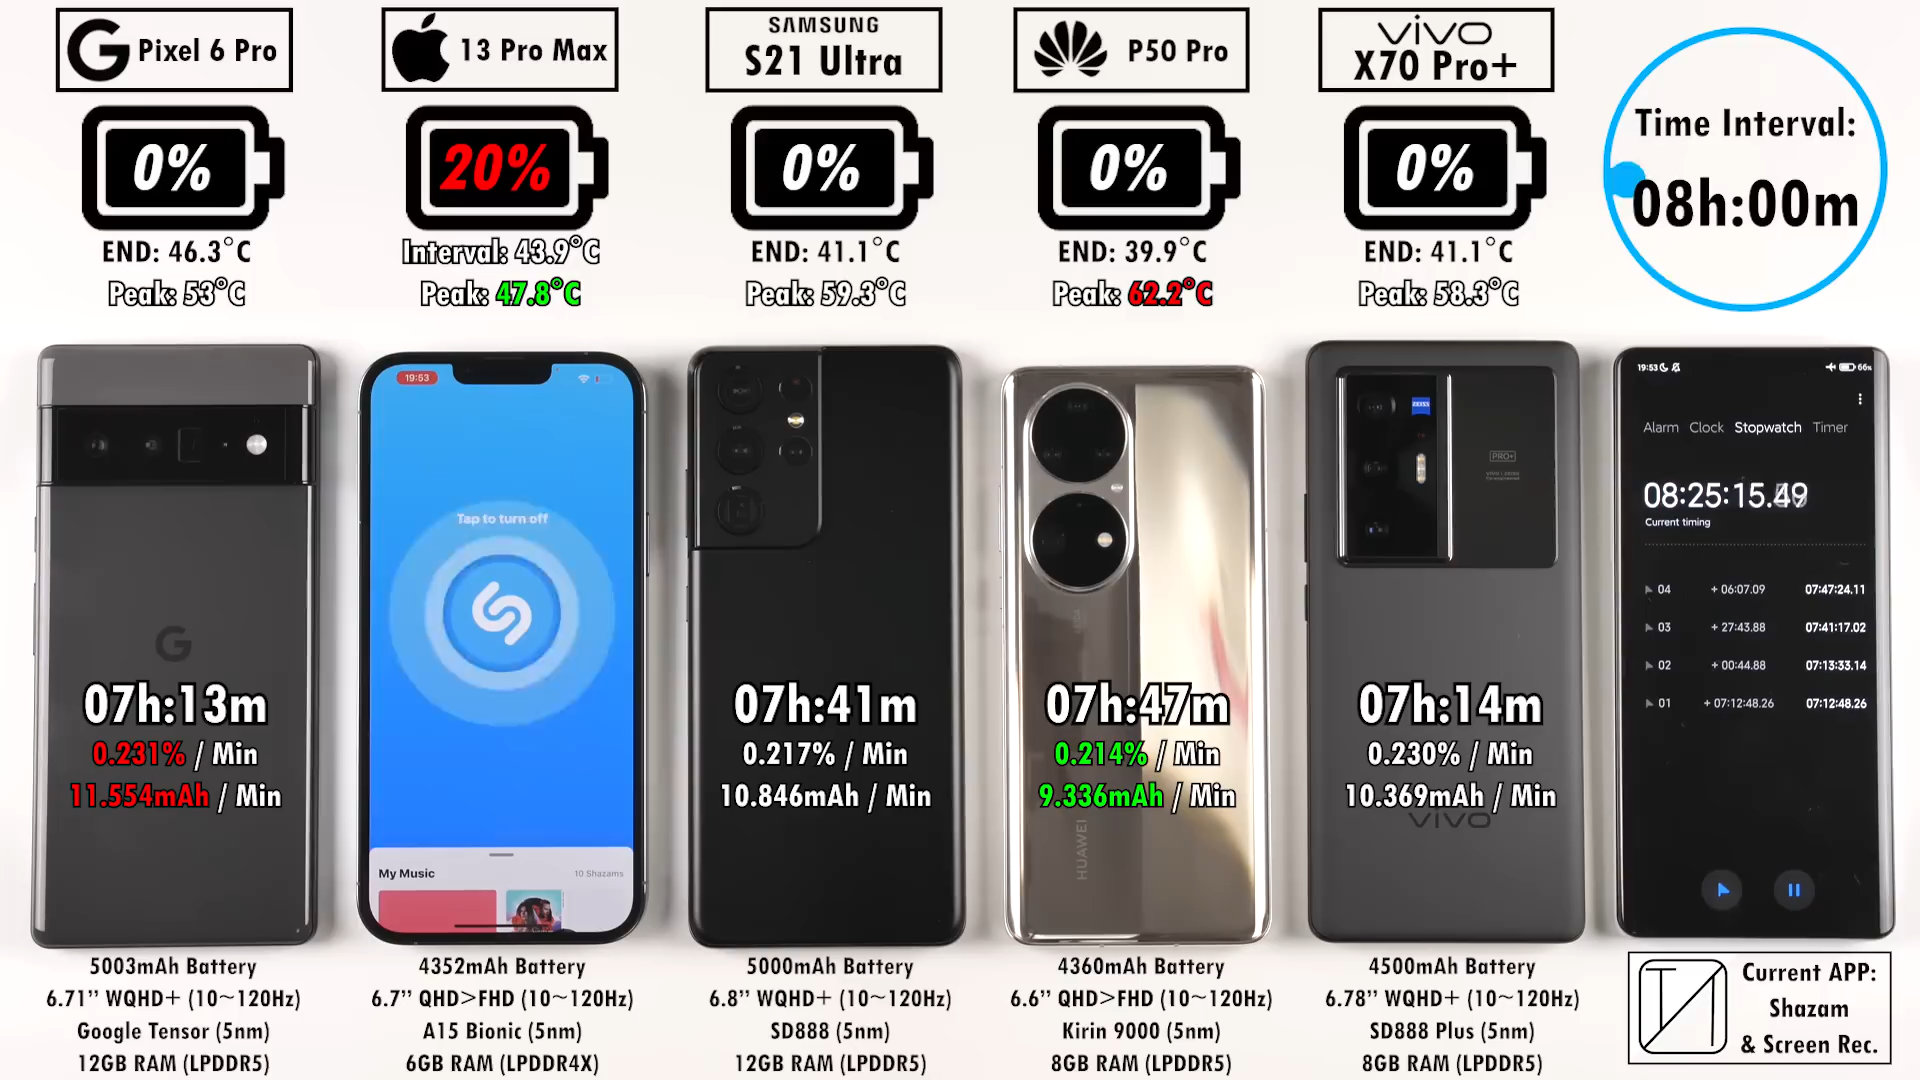 Pixel 6 Pro
13 Pro Max
SAMSUNG
S21 Ultra
P50 Pro
vivo
X70 Pro+
0%
20%
0%
0%
0%
Time Interval:
08h:00m
END: 46.3°C
Interval: 43.9°C
END: 41.1°C
END: 39.9°C
END: 41.1°C
Peak: 53°C
Peak: 47.8°C
Peak: 59.3°C
Peak: 62.2°C
Peak: 58.3°C
19:53
Tap to turn off
My Music
10 Shazams
ZEISS
PRO+
HUAWEI
vivo
19:53
66%
Alarm Clock Stopwatch Timer
08:25:15.49
Current timing
04 + 06:07.09 07:47:24.11
03 + 27:43.88 07:41:17.02
02 + 00:44.88 07:13:33.14
01 + 07:12:48.26 07:12:48.26
07h:13m
0.231% / Min
11.554mAh / Min
07h:41m
0.217% / Min
10.846mAh / Min
07h:47m
0.214% / Min
9.336mAh / Min
07h:14m
0.230% / Min
10.369mAh / Min
5003mAh Battery
6.71’’ WQHD+ (10~120Hz)
Google Tensor (5nm)
12GB RAM (LPDDR5)
4352mAh Battery
6.7’’ QHD>FHD (10~120Hz)
A15 Bionic (5nm)
6GB RAM (LPDDR4X)
5000mAh Battery
6.8’’ WQHD+ (10~120Hz)
SD888 (5nm)
12GB RAM (LPDDR5)
4360mAh Battery
6.6’’ QHD>FHD (10~120Hz)
Kirin 9000 (5nm)
8GB RAM (LPDDR5)
4500mAh Battery
6.78’’ WQHD+ (10~120Hz)
SD888 Plus (5nm)
8GB RAM (LPDDR5)
Current APP:
Shazam
& Screen Rec.